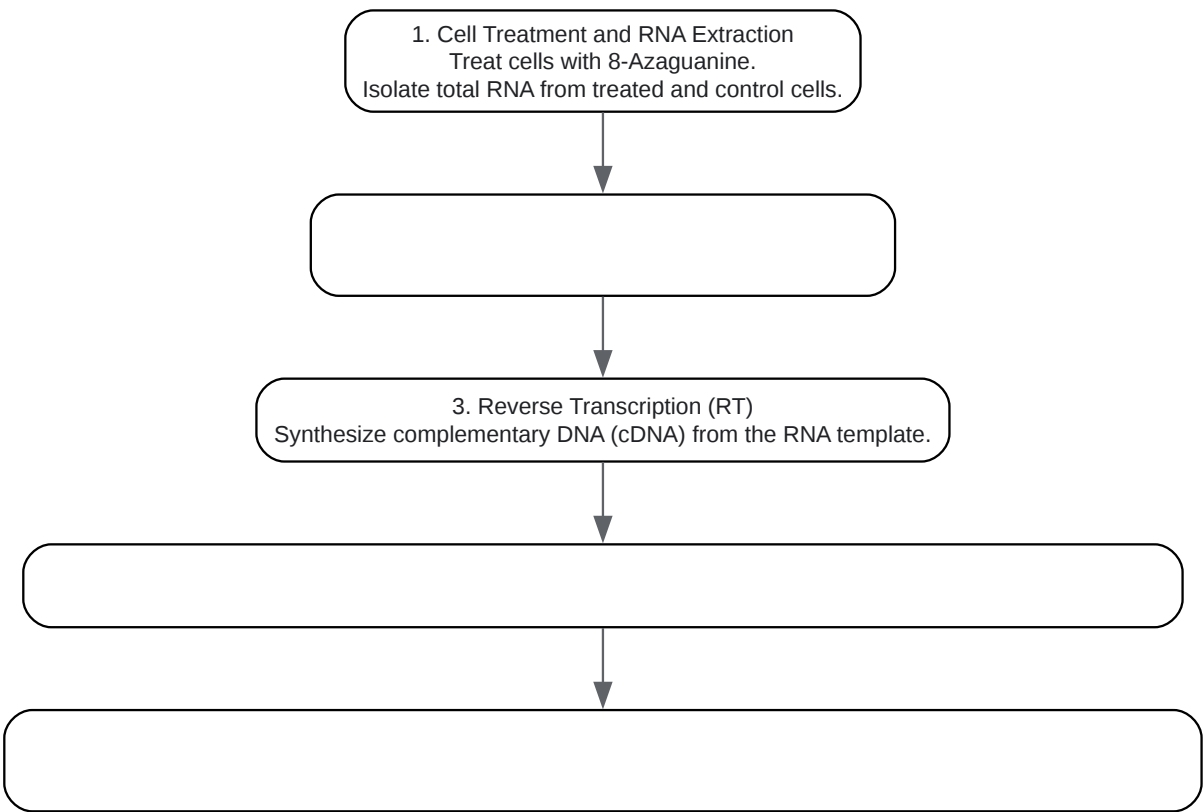 1. Cell Treatment and RNA Extraction
Treat cells with 8-Azaguanine.
Isolate total RNA from treated and control cells.
3. Reverse Transcription (RT)
Synthesize complementary DNA (cDNA) from the RNA template.